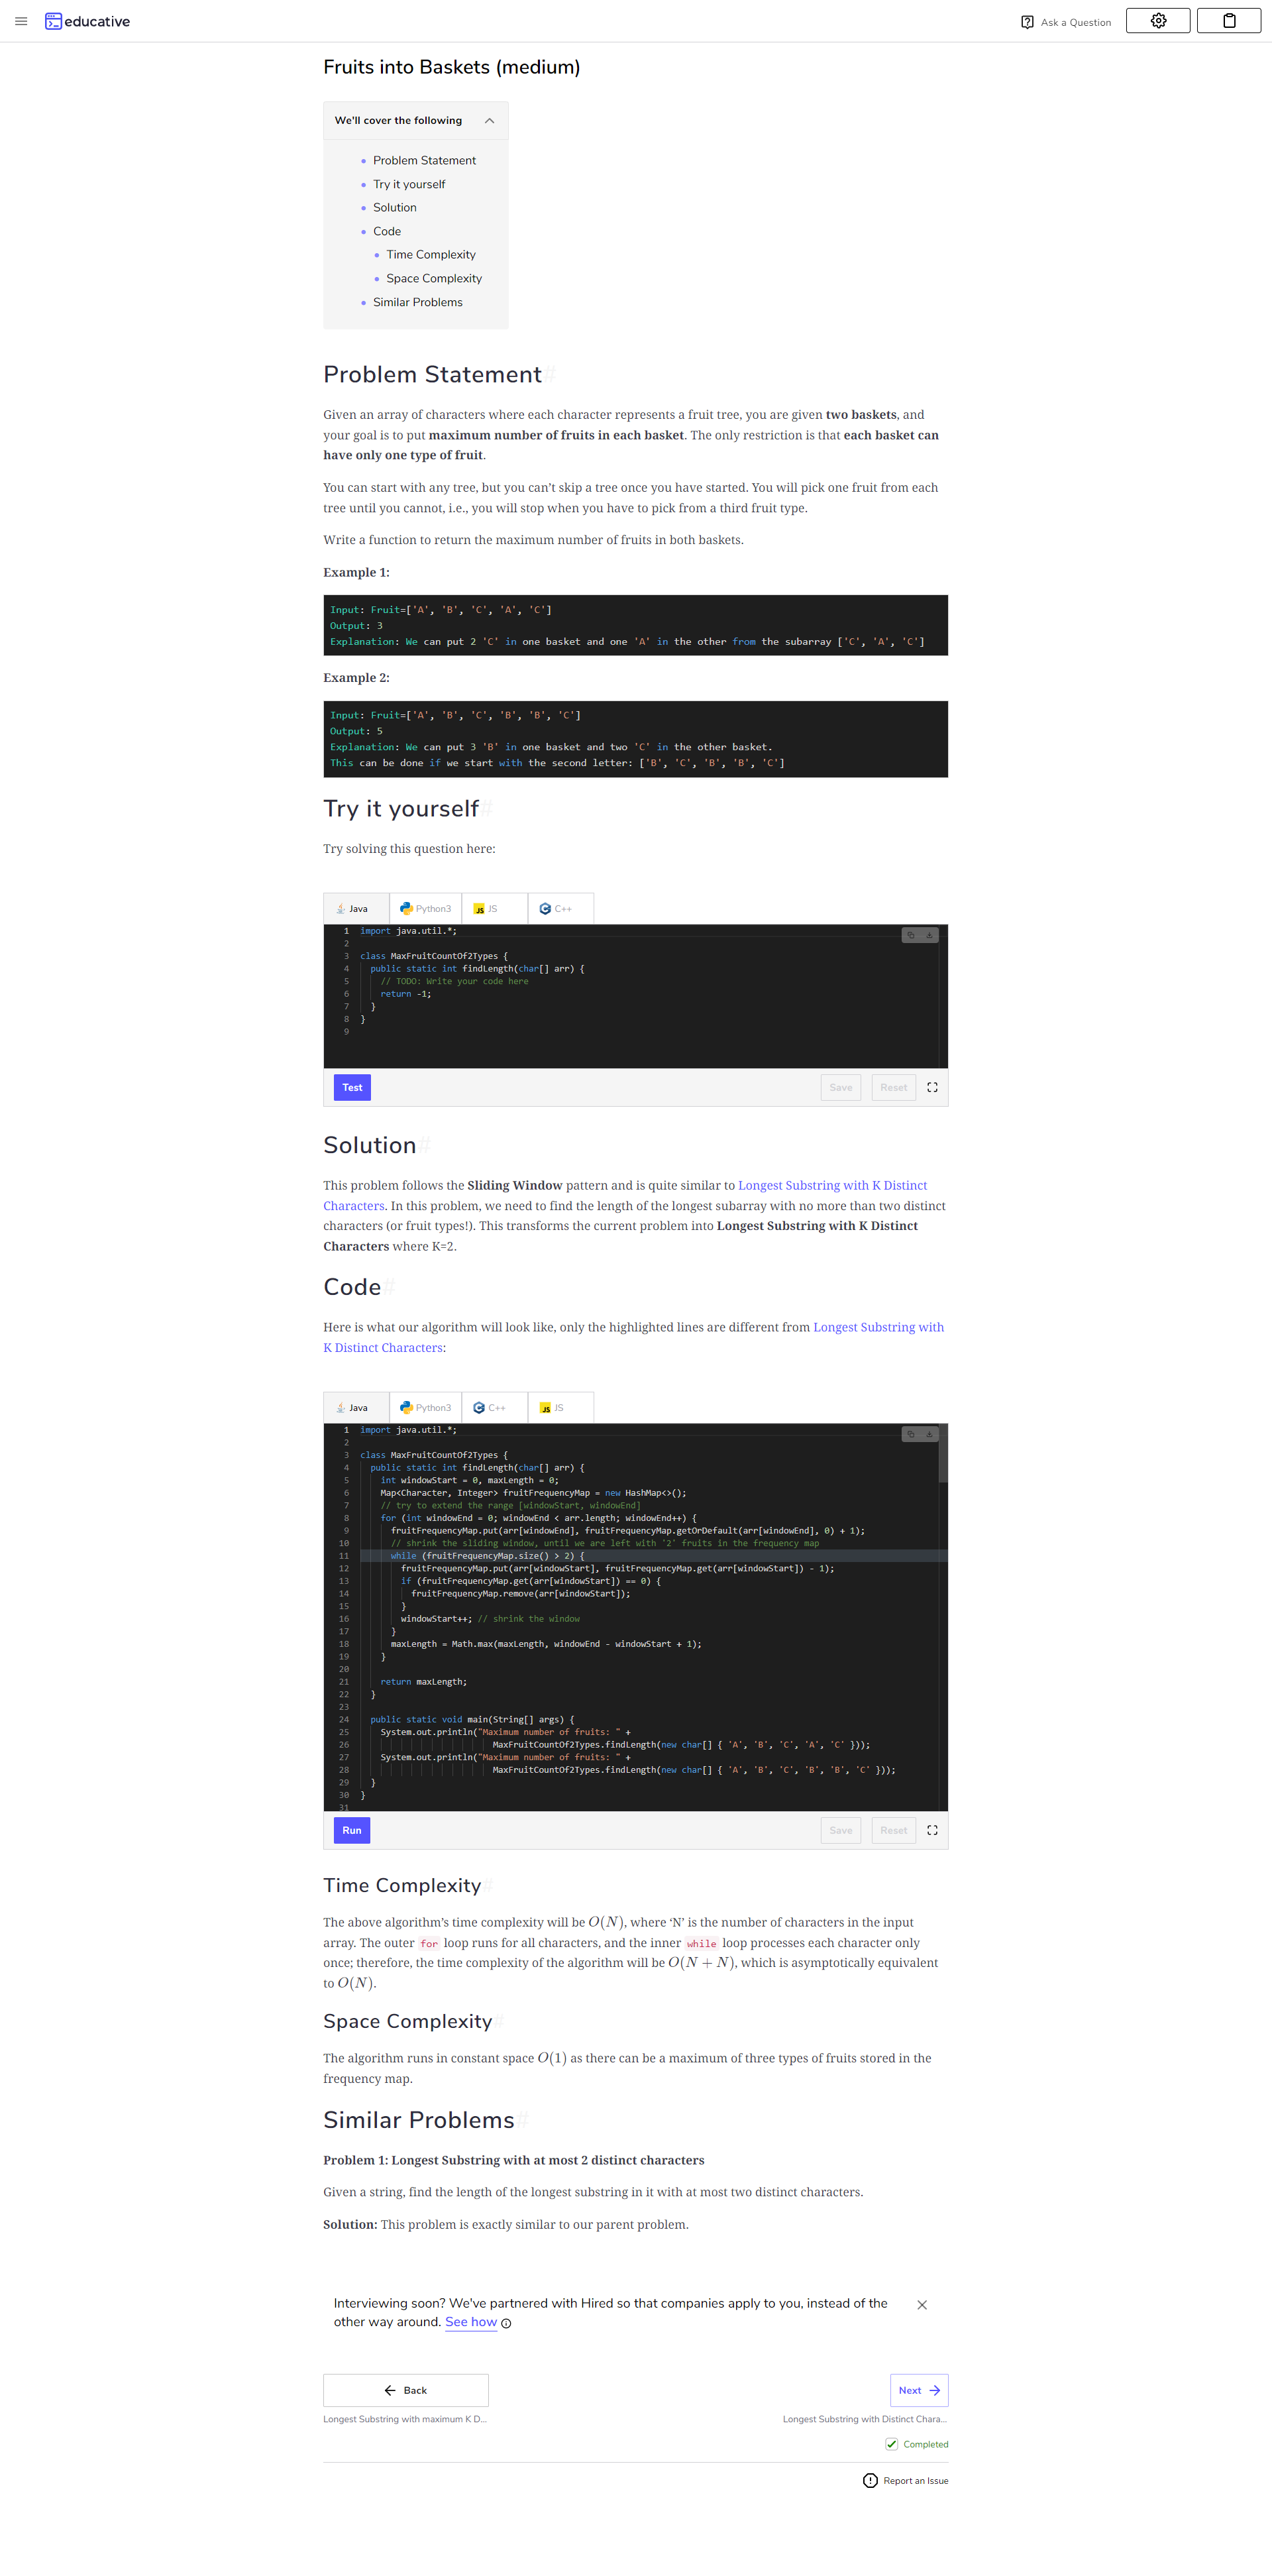 educative
Ask a Question
Fruits into Baskets (medium)
We'll cover the following
Problem Statement
Try it yourself
Solution
Code
Time Complexity
Space Complexity
Similar Problems
Problem Statement#
Given an array of characters where each character represents a fruit tree, you are given two baskets, and
your goal is to put maximum number of fruits in each basket. The only restriction is that each basket can
have only one type of fruit.
You can start with any tree, but you can’t skip a tree once you have started. You will pick one fruit from each
tree until you cannot, i.e., you will stop when you have to pick from a third fruit type.
Write a function to return the maximum number of fruits in both baskets.
Example 1:
Input: Fruit=['A', 'B', 'C', 'A', 'C']
Output: 3
Explanation: We can put 2 'C' in one basket and one 'A' in the other from the subarray ['C', 'A', 'C']
Example 2:
Input: Fruit=['A', 'B', 'C', 'B', 'B', 'C']
Output: 5
Explanation: We can put 3 'B' in one basket and two 'C' in the other basket.
This can be done if we start with the second letter: ['B', 'C', 'B', 'B', 'C']
Try it yourself#
Try solving this question here:
Java Python3 JS C++
1 import java.util.*;
2
3 class MaxFruitCountOf2Types {
4 public static int findLength(char[] arr) {
5 // TODO: Write your code here
6 return -1;
7 }
8 }
9
Test Save Reset
Solution#
This problem follows the Sliding Window pattern and is quite similar to Longest Substring with K Distinct
Characters. In this problem, we need to find the length of the longest subarray with no more than two distinct
characters (or fruit types!). This transforms the current problem into Longest Substring with K Distinct
Characters where K=2.
Code#
Here is what our algorithm will look like, only the highlighted lines are different from Longest Substring with
K Distinct Characters:
Java Python3 C++ JS
1 import java.util.*;
2
3 class MaxFruitCountOf2Types {
4 public static int findLength(char[] arr) {
5 int windowStart = 0, maxLength = 0;
6 Map<Character, Integer> fruitFrequencyMap = new HashMap<>();
7 // try to extend the range [windowStart, windowEnd]
8 for (int windowEnd = 0; windowEnd < arr.length; windowEnd++) {
9 fruitFrequencyMap.put(arr[windowEnd], fruitFrequencyMap.getOrDefault(arr[windowEnd], 0) + 1);
10 // shrink the sliding window, until we are left with '2' fruits in the frequency map
11 while (fruitFrequencyMap.size() > 2) {
12 fruitFrequencyMap.put(arr[windowStart], fruitFrequencyMap.get(arr[windowStart]) - 1);
13 if (fruitFrequencyMap.get(arr[windowStart]) == 0) {
14 fruitFrequencyMap.remove(arr[windowStart]);
15 }
16 windowStart++; // shrink the window
17 }
18 maxLength = Math.max(maxLength, windowEnd - windowStart + 1);
19 }
20
21 return maxLength;
22 }
23
24 public static void main(String[] args) {
25 System.out.println("Maximum number of fruits: " +
26 MaxFruitCountOf2Types.findLength(new char[] { 'A', 'B', 'C', 'A', 'C' }));
27 System.out.println("Maximum number of fruits: " +
28 MaxFruitCountOf2Types.findLength(new char[] { 'A', 'B', 'C', 'B', 'B', 'C' }));
29 }
30 }
31
Run Save Reset
Time Complexity#
The above algorithm’s time complexity will be O(N), where ‘N’ is the number of characters in the input
array. The outer for loop runs for all characters, and the inner while loop processes each character only
once; therefore, the time complexity of the algorithm will be O(N + N), which is asymptotically equivalent
to O(N).
Space Complexity#
The algorithm runs in constant space O(1) as there can be a maximum of three types of fruits stored in the
frequency map.
Similar Problems#
Problem 1: Longest Substring with at most 2 distinct characters
Given a string, find the length of the longest substring in it with at most two distinct characters.
Solution: This problem is exactly similar to our parent problem.
Interviewing soon? We've partnered with Hired so that companies apply to you, instead of the
other way around. See how
Back Next
Longest Substring with maximum K D... Longest Substring with Distinct Chara...
Completed
Report an Issue